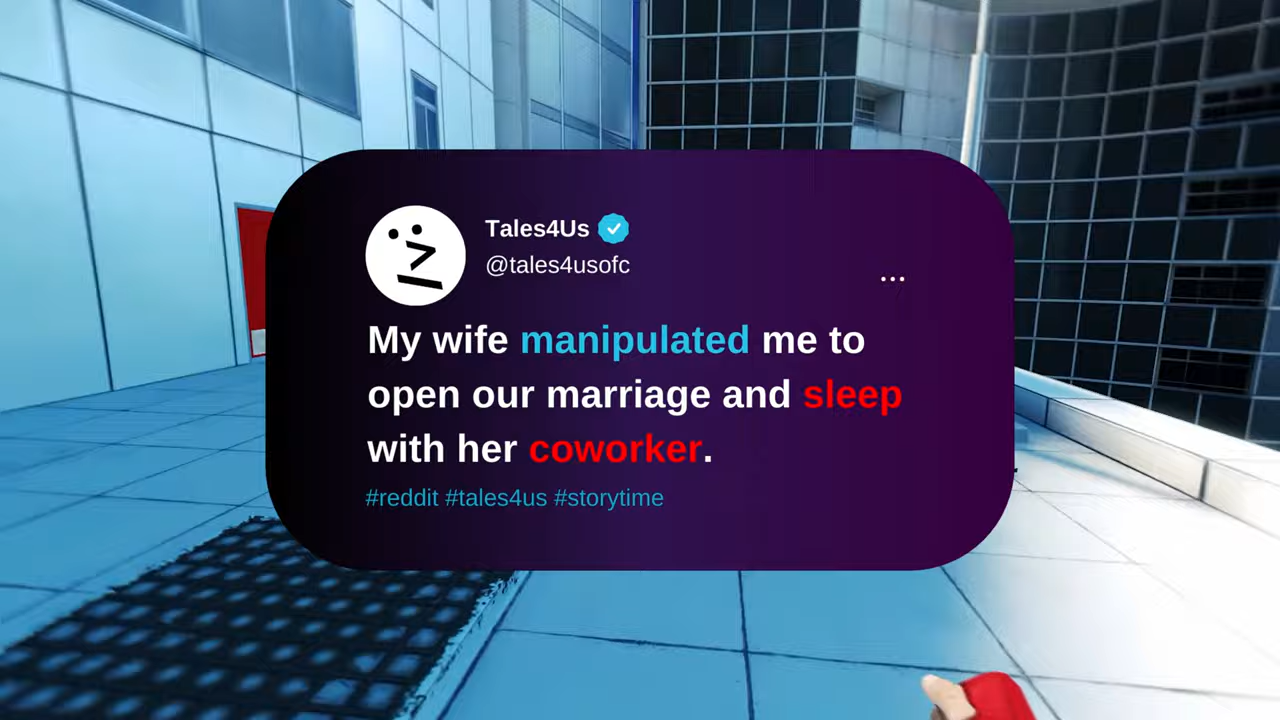 Tales4Us
@tales4usofc
...
My wife manipulated me to
open our marriage and sleep
with her coworker.
#reddit #tales4us #storytime